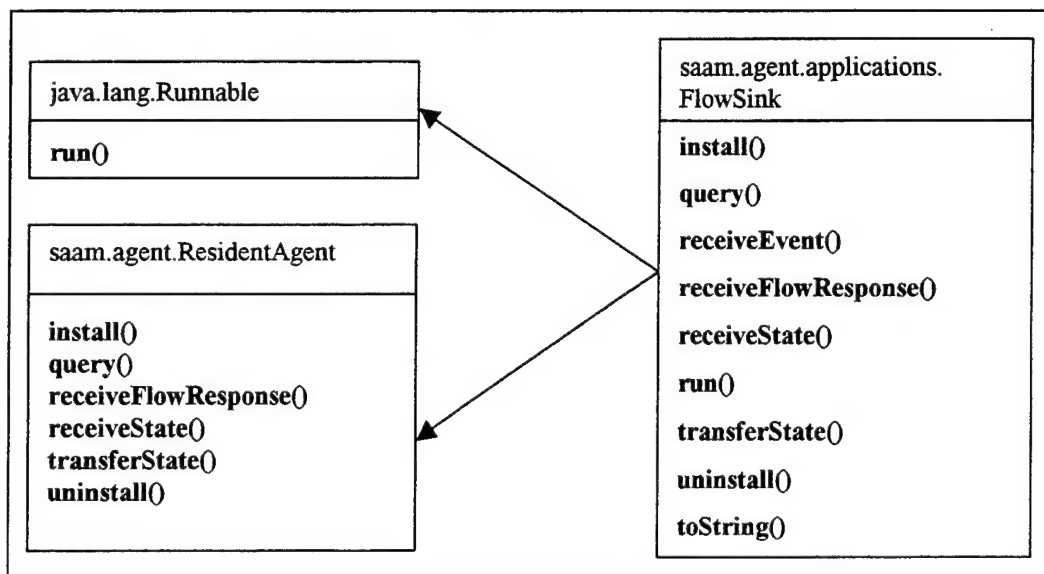 java.lang.Runnable
run()
saam.agent.ResidentAgent
install()
query()
receiveFlowResponse()
receiveState()
transferState()
uninstall()
saam.agent.applications.
FlowSink
install()
query()
receiveEvent()
receiveFlowResponse()
receiveState()
run()
transferState()
uninstall()
toString()